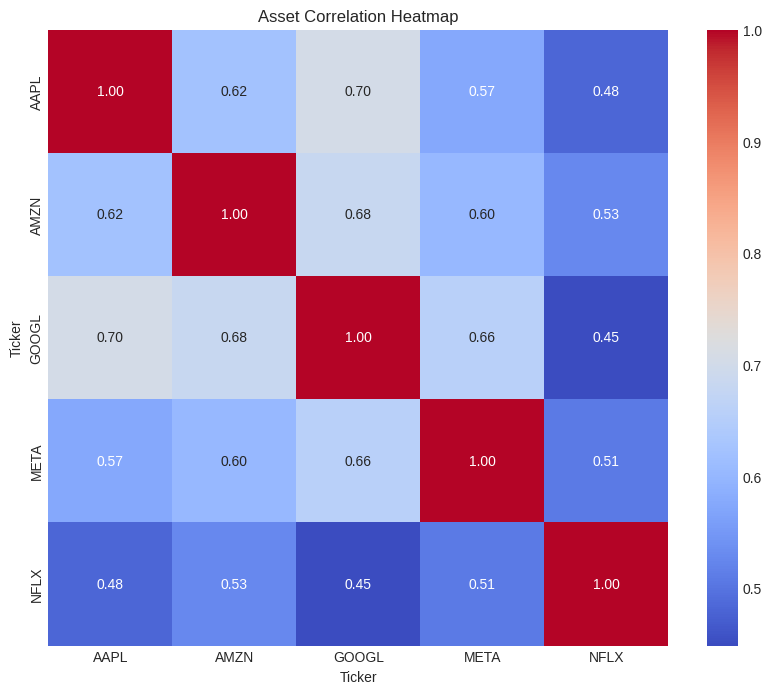 Asset Correlation Heatmap
AAPL 1.00 0.62 0.70 0.57 0.48
AMZN 0.62 1.00 0.68 0.60 0.53
GOOGL 0.70 0.68 1.00 0.66 0.45
META 0.57 0.60 0.66 1.00 0.51
NFLX 0.48 0.53 0.45 0.51 1.00
Ticker
AAPL AMZN GOOGL META NFLX
Ticker
1.0
0.9
0.8
0.7
0.6
0.5